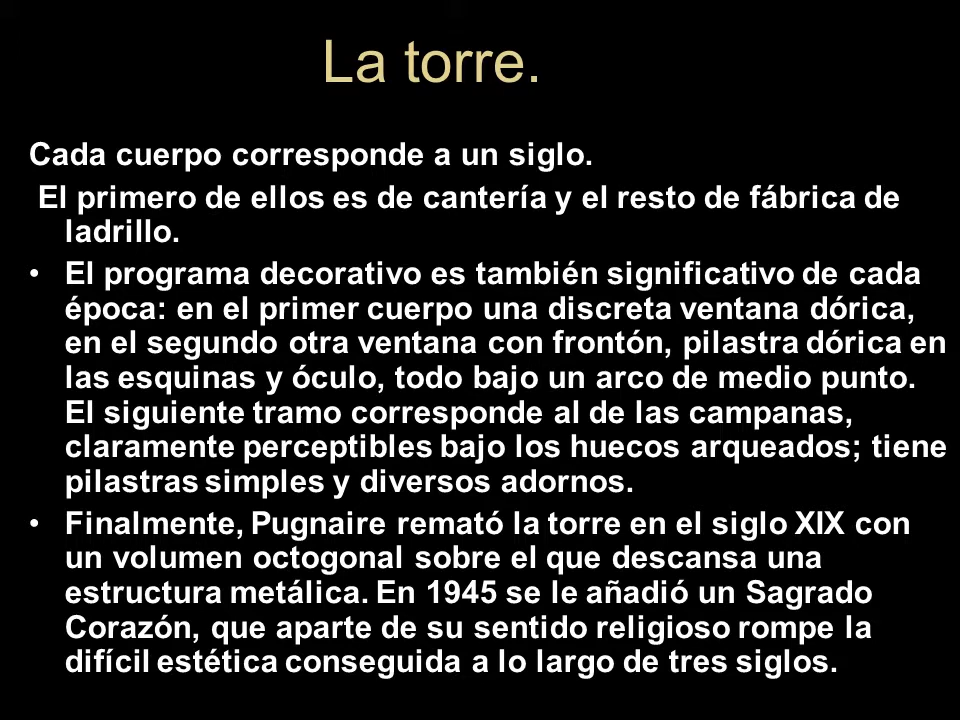 La torre.
Cada cuerpo corresponde a un siglo.
El primero de ellos es de cantería y el resto de fábrica de
ladrillo.
• El programa decorativo es también significativo de cada
época: en el primer cuerpo una discreta ventana dórica,
en el segundo otra ventana con frontón, pilastra dórica en
las esquinas y óculo, todo bajo un arco de medio punto.
El siguiente tramo corresponde al de las campanas,
claramente perceptibles bajo los huecos arqueados; tiene
pilastras simples y diversos adornos.
• Finalmente, Pugnaire remató la torre en el siglo XIX con
un volumen octogonal sobre el que descansa una
estructura metálica. En 1945 se le añadió un Sagrado
Corazón, que aparte de su sentido religioso rompe la
difícil estética conseguida a lo largo de tres siglos.